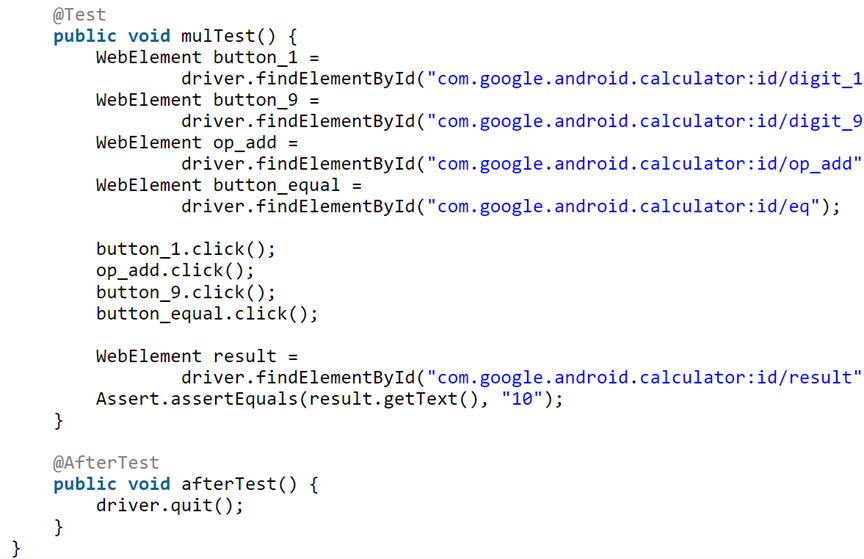 @Test
public void mulTest() {
WebElement button_1 =
driver.findElementById("com.google.android.calculator:id/digit_1
WebElement button_9 =
driver.findElementById("com.google.android.calculator:id/digit_9
WebElement op_add =
driver.findElementById("com.google.android.calculator:id/op_add"
WebElement button_equal =
driver.findElementById("com.google.android.calculator:id/eq");
button_1.click();
op_add.click();
button_9.click();
button_equal.click();
WebElement result =
driver.findElementById("com.google.android.calculator:id/result"
Assert.assertEquals(result.getText(), "10");
}
@AfterTest
public void afterTest() {
driver.quit();
}
}